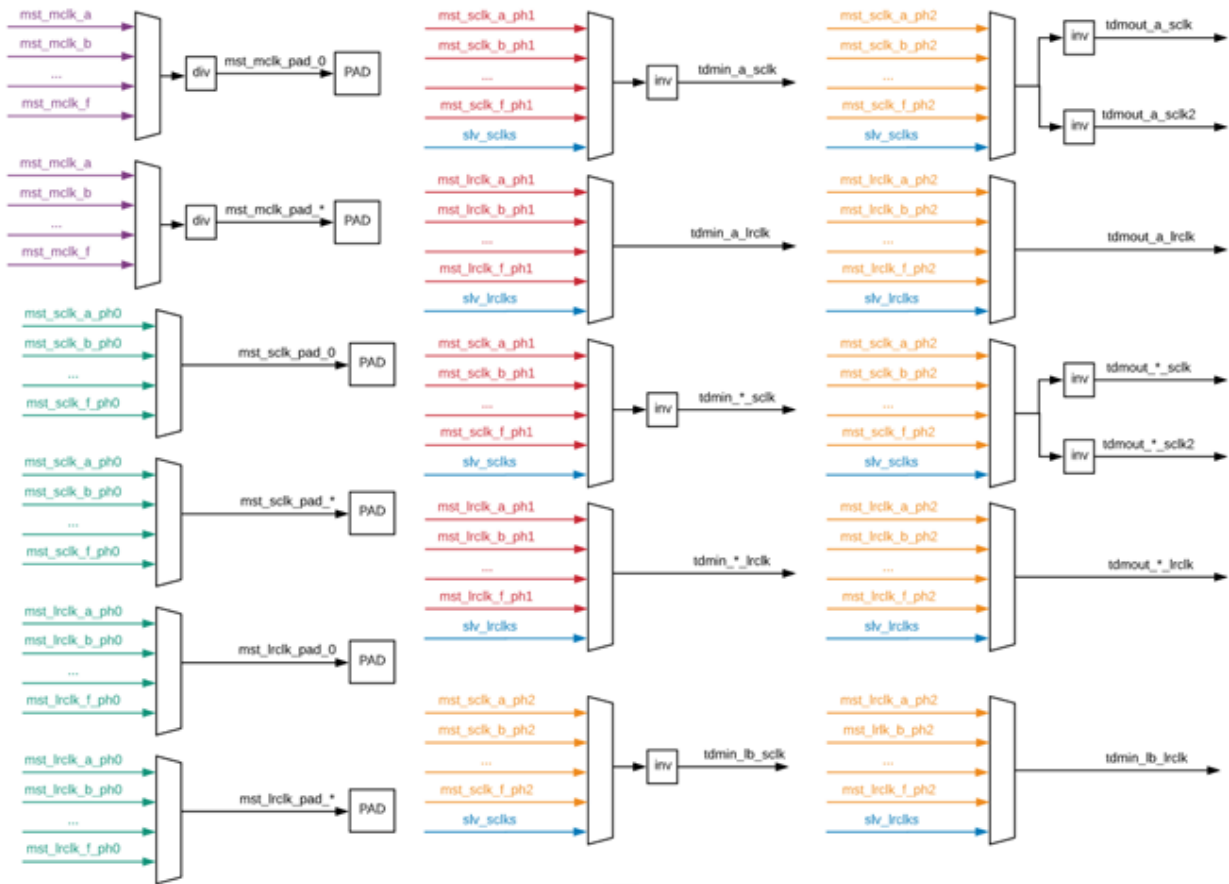 mst_mclk_a
mst_mclk_b
...
mst_mclk_f
div
mst_mclk_pad_0
PAD
mst_mclk_a
mst_mclk_b
...
mst_mclk_f
div
mst_mclk_pad_*
PAD
mst_sclk_a_ph0
mst_sclk_b_ph0
...
mst_sclk_f_ph0
mst_sclk_pad_0
PAD
mst_sclk_a_ph0
mst_sclk_b_ph0
...
mst_sclk_f_ph0
mst_sclk_pad_*
PAD
mst_lrclk_a_ph0
mst_lrclk_b_ph0
...
mst_lrclk_f_ph0
mst_lrclk_pad_0
PAD
mst_lrclk_a_ph0
mst_lrclk_b_ph0
...
mst_lrclk_f_ph0
mst_lrclk_pad_*
PAD
mst_sclk_a_ph1
mst_sclk_b_ph1
...
mst_sclk_f_ph1
slv_sclks
inv
tdmin_a_sclk
mst_lrclk_a_ph1
mst_lrclk_b_ph1
...
mst_lrclk_f_ph1
slv_lrclks
tdmin_a_lrclk
mst_sclk_a_ph1
mst_sclk_b_ph1
...
mst_sclk_f_ph1
slv_sclks
inv
tdmin_*_sclk
mst_lrclk_a_ph1
mst_lrclk_b_ph1
...
mst_lrclk_f_ph1
slv_lrclks
tdmin_*_lrclk
mst_sclk_a_ph2
mst_sclk_b_ph2
...
mst_sclk_f_ph2
slv_sclks
inv
tdmin_lb_sclk
mst_sclk_a_ph2
mst_sclk_b_ph2
...
mst_sclk_f_ph2
slv_sclks
inv
tdmout_a_sclk
inv
tdmout_a_sclk2
mst_lrclk_a_ph2
mst_lrclk_b_ph2
...
mst_lrclk_f_ph2
slv_lrclks
tdmout_a_lrclk
mst_sclk_a_ph2
mst_sclk_b_ph2
...
mst_sclk_f_ph2
slv_sclks
inv
tdmout_*_sclk
inv
tdmout_*_sclk2
mst_lrclk_a_ph2
mst_lrclk_b_ph2
...
mst_lrclk_f_ph2
slv_lrclks
tdmout_*_lrclk
mst_lrclk_a_ph2
mst_lrlk_b_ph2
...
mst_lrclk_f_ph2
slv_lrclks
tdmin_lb_lrclk